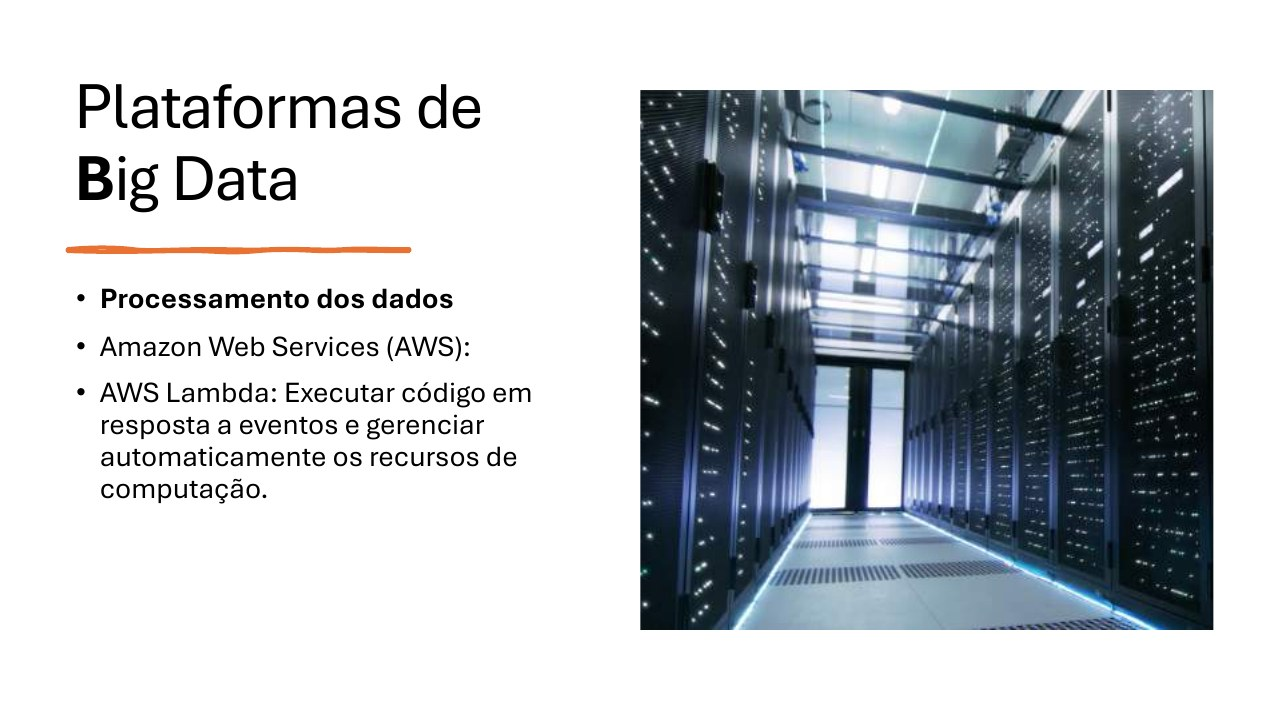 Plataformas de
Big Data
• Processamento dos dados
• Amazon Web Services (AWS):
• AWS Lambda: Executar código em
resposta a eventos e gerenciar
automaticamente os recursos de
computação.